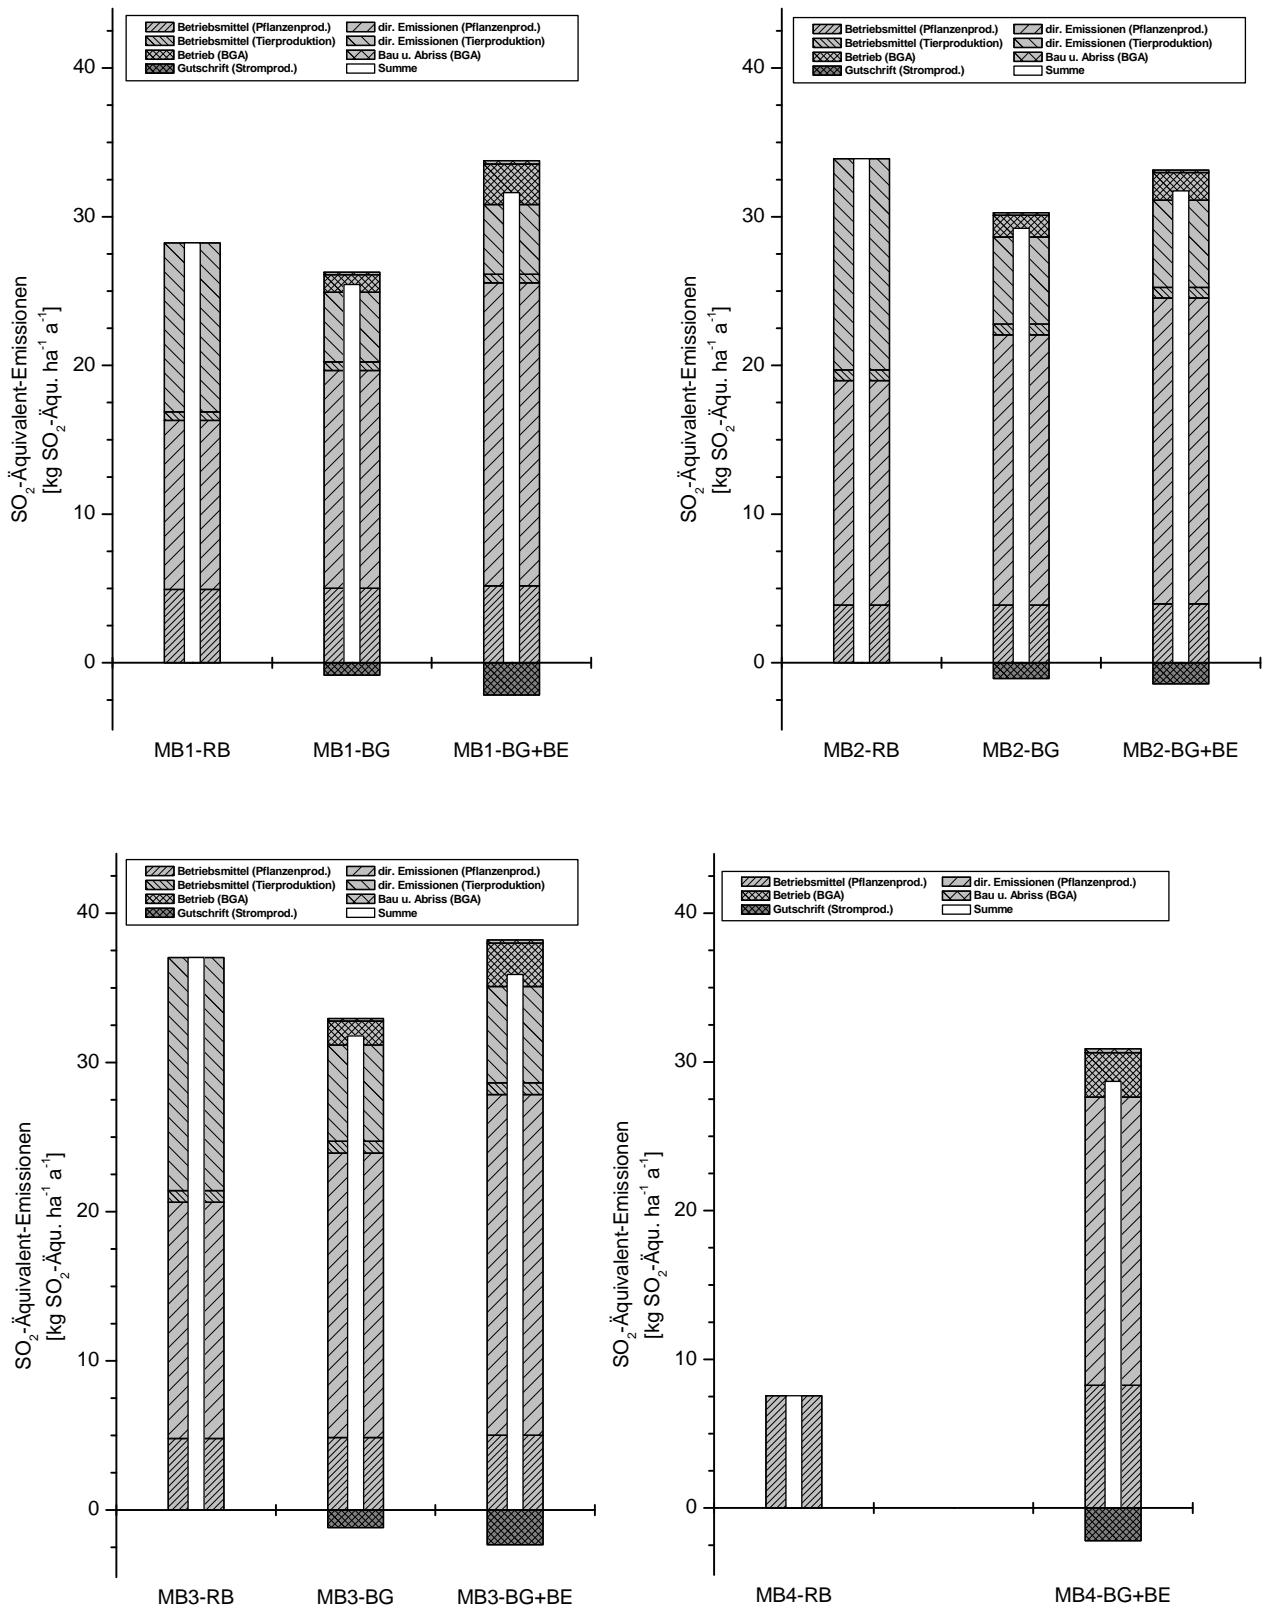 Betriebsmittel (Pflanzenprod.) dir. Emissionen (Pflanzenprod.)
Betriebsmittel (Tierproduktion) dir. Emissionen (Tierproduktion)
Betrieb (BGA) Bau u. Abriss (BGA)
Gutschrift (Stromprod.) Summe
40
30
20
10
0
SO₂-Äquivalent-Emissionen
[kg SO₂-Äqu. ha⁻¹ a⁻¹]
MB1-RB MB1-BG MB1-BG+BE
Betriebsmittel (Pflanzenprod.) dir. Emissionen (Pflanzenprod.)
Betriebsmittel (Tierproduktion) dir. Emissionen (Tierproduktion)
Betrieb (BGA) Bau u. Abriss (BGA)
Gutschrift (Stromprod.) Summe
40
30
20
10
0
SO₂-Äquivalent-Emissionen
[kg SO₂-Äqu. ha⁻¹ a⁻¹]
MB2-RB MB2-BG MB2-BG+BE
Betriebsmittel (Pflanzenprod.) dir. Emissionen (Pflanzenprod.)
Betriebsmittel (Tierproduktion) dir. Emissionen (Tierproduktion)
Betrieb (BGA) Bau u. Abriss (BGA)
Gutschrift (Stromprod.) Summe
40
30
20
10
0
SO₂-Äquivalent-Emissionen
[kg SO₂-Äqu. ha⁻¹ a⁻¹]
MB3-RB MB3-BG MB3-BG+BE
Betriebsmittel (Pflanzenprod.) dir. Emissionen (Pflanzenprod.)
Betrieb (BGA) Bau u. Abriss (BGA)
Gutschrift (Stromprod.) Summe
40
30
20
10
0
SO₂-Äquivalent-Emissionen
[kg SO₂-Äqu. ha⁻¹ a⁻¹]
MB4-RB MB4-BG+BE